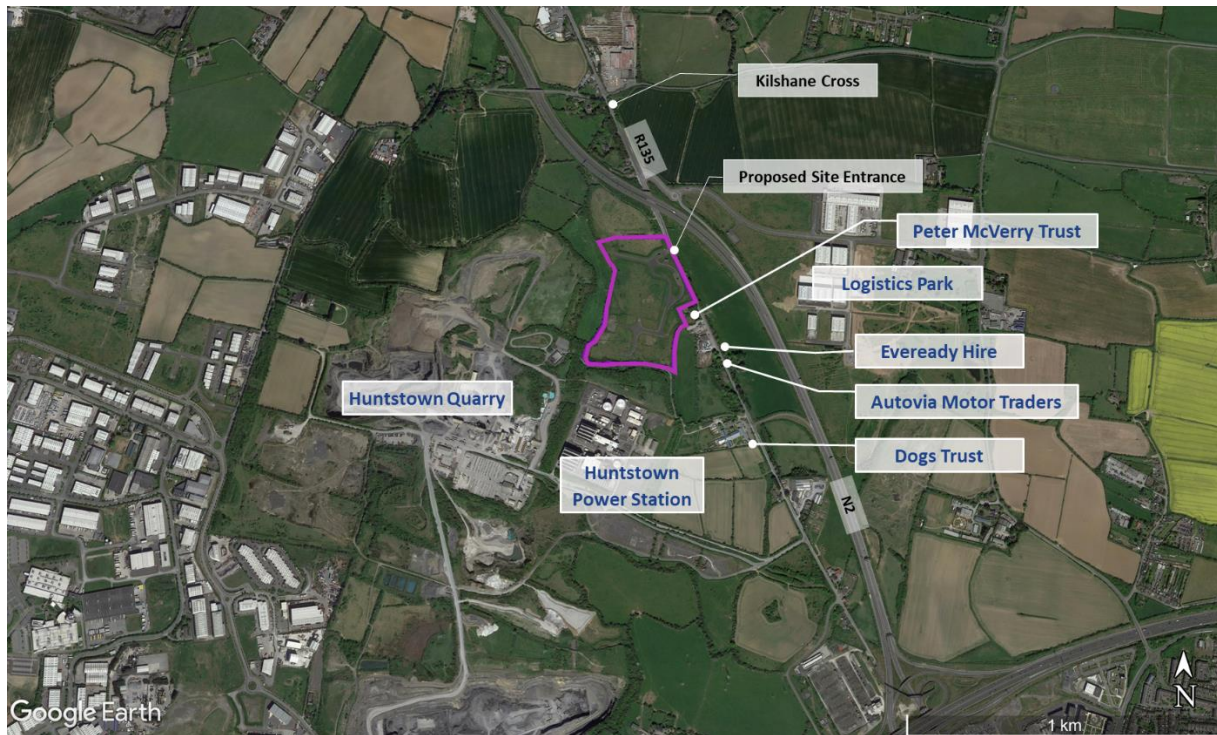 Kilshane Cross
R135
Proposed Site Entrance
Peter McVerry Trust
Logistics Park
Eveready Hire
Huntstown Quarry
Autovia Motor Traders
Dogs Trust
Huntstown
Power Station
N2
N
Google Earth
1 km